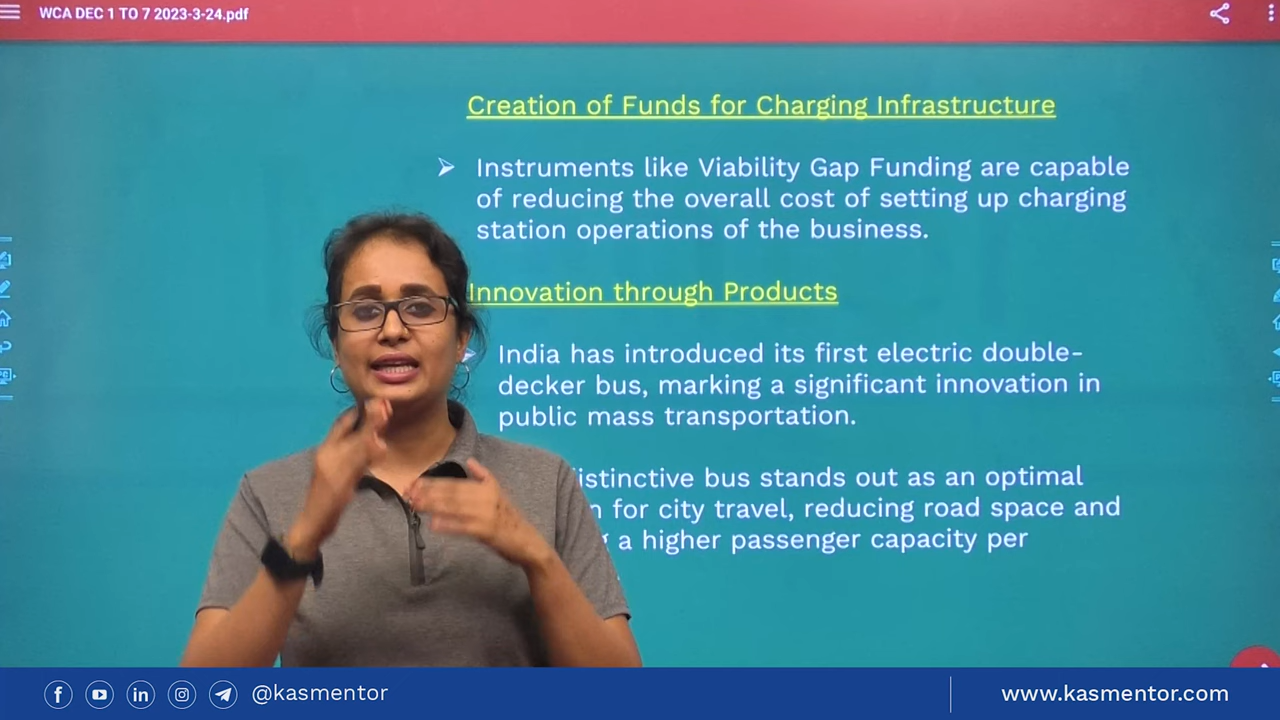 WCA DEC 1 TO 7 2023-3-24.pdf
Creation of Funds for Charging Infrastructure
Instruments like Viability Gap Funding are capable
of reducing the overall cost of setting up charging
station operations of the business.
Innovation through Products
India has introduced its first electric double-
decker bus, marking a significant innovation in
public mass transportation.
bus stands out as an optimal
for city travel, reducing road space and
a higher passenger capacity per
@kasmentor
www.kasmentor.com